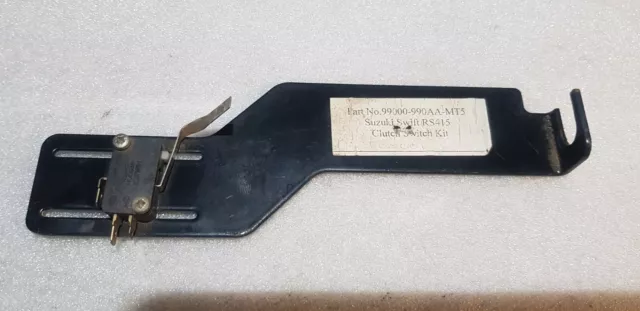 Part No.99000-990AA-MT5
Suzuki Swift RS415
Clutch Switch Kit